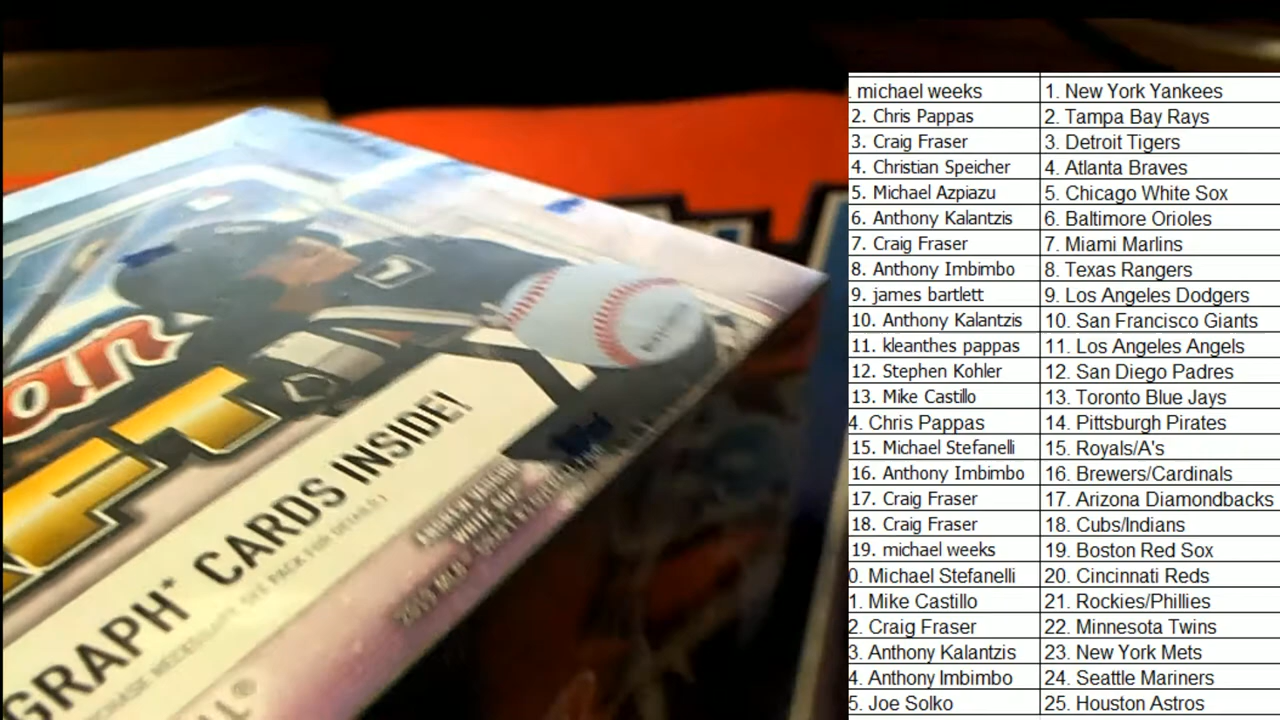 an
FT
GRAPH* CARDS INSIDE!
. michael weeks 1. New York Yankees
2. Chris Pappas 2. Tampa Bay Rays
3. Craig Fraser 3. Detroit Tigers
4. Christian Speicher 4. Atlanta Braves
5. Michael Azpiazu 5. Chicago White Sox
6. Anthony Kalantzis 6. Baltimore Orioles
7. Craig Fraser 7. Miami Marlins
8. Anthony Imbimbo 8. Texas Rangers
9. james bartlett 9. Los Angeles Dodgers
10. Anthony Kalantzis 10. San Francisco Giants
11. kleanthes pappas 11. Los Angeles Angels
12. Stephen Kohler 12. San Diego Padres
13. Mike Castillo 13. Toronto Blue Jays
4. Chris Pappas 14. Pittsburgh Pirates
15. Michael Stefanelli 15. Royals/A's
16. Anthony Imbimbo 16. Brewers/Cardinals
17. Craig Fraser 17. Arizona Diamondbacks
18. Craig Fraser 18. Cubs/Indians
19. michael weeks 19. Boston Red Sox
0. Michael Stefanelli 20. Cincinnati Reds
1. Mike Castillo 21. Rockies/Phillies
2. Craig Fraser 22. Minnesota Twins
3. Anthony Kalantzis 23. New York Mets
4. Anthony Imbimbo 24. Seattle Mariners
5. Joe Solko 25. Houston Astros